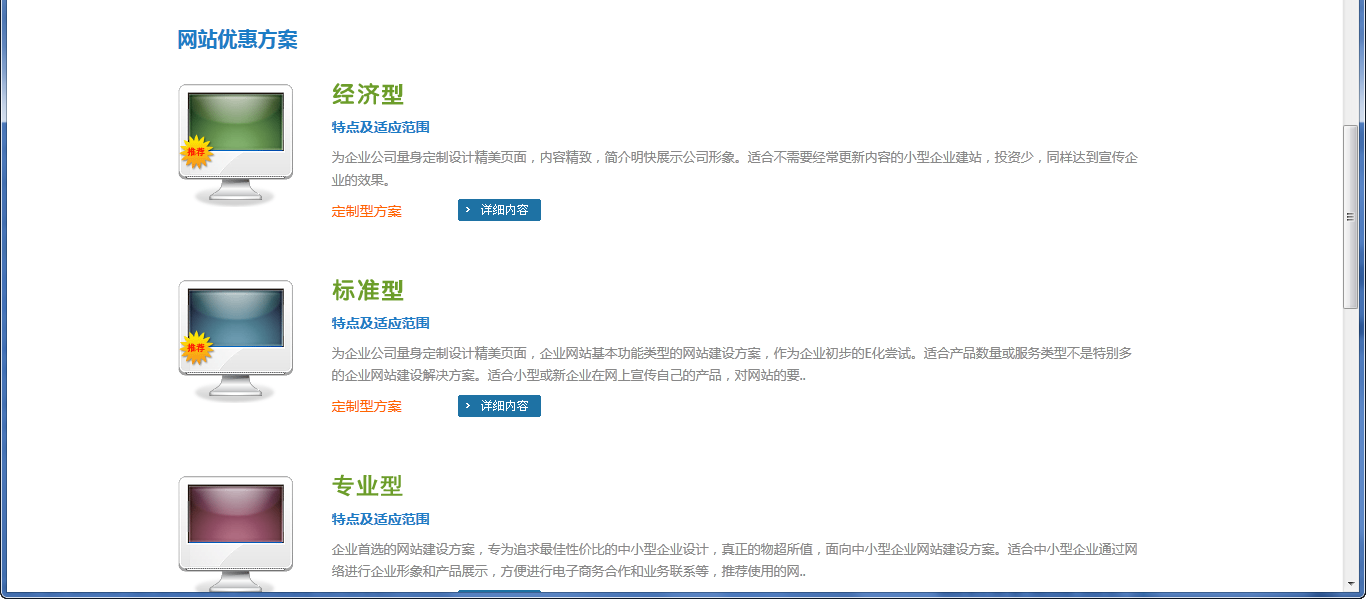 网站优惠方案
经济型
特点及适应范围
推荐
为企业公司量身定制设计精美页面，内容精致，简介明快展示公司形象。适合不需要经常更新内容的小型企业建站，投资少，同样达到宣传企
业的效果。
定制型方案
详细内容
标准型
特点及适应范围
推荐
为企业公司量身定制设计精美页面，企业网站基本功能类型的网站建设方案，作为企业初步的E化尝试。适合产品数量或服务类型不是特别多
的企业网站建设解决方案。适合小型或新企业在网上宣传自己的产品，对网站的要..
定制型方案
详细内容
专业型
特点及适应范围
企业首选的网站建设方案，专为追求最佳性价比的中小型企业设计，真正的物超所值，面向中小型企业网站建设方案。适合中小型企业通过网
络进行企业形象和产品展示，方便进行电子商务合作和业务联系等，推荐使用的网..